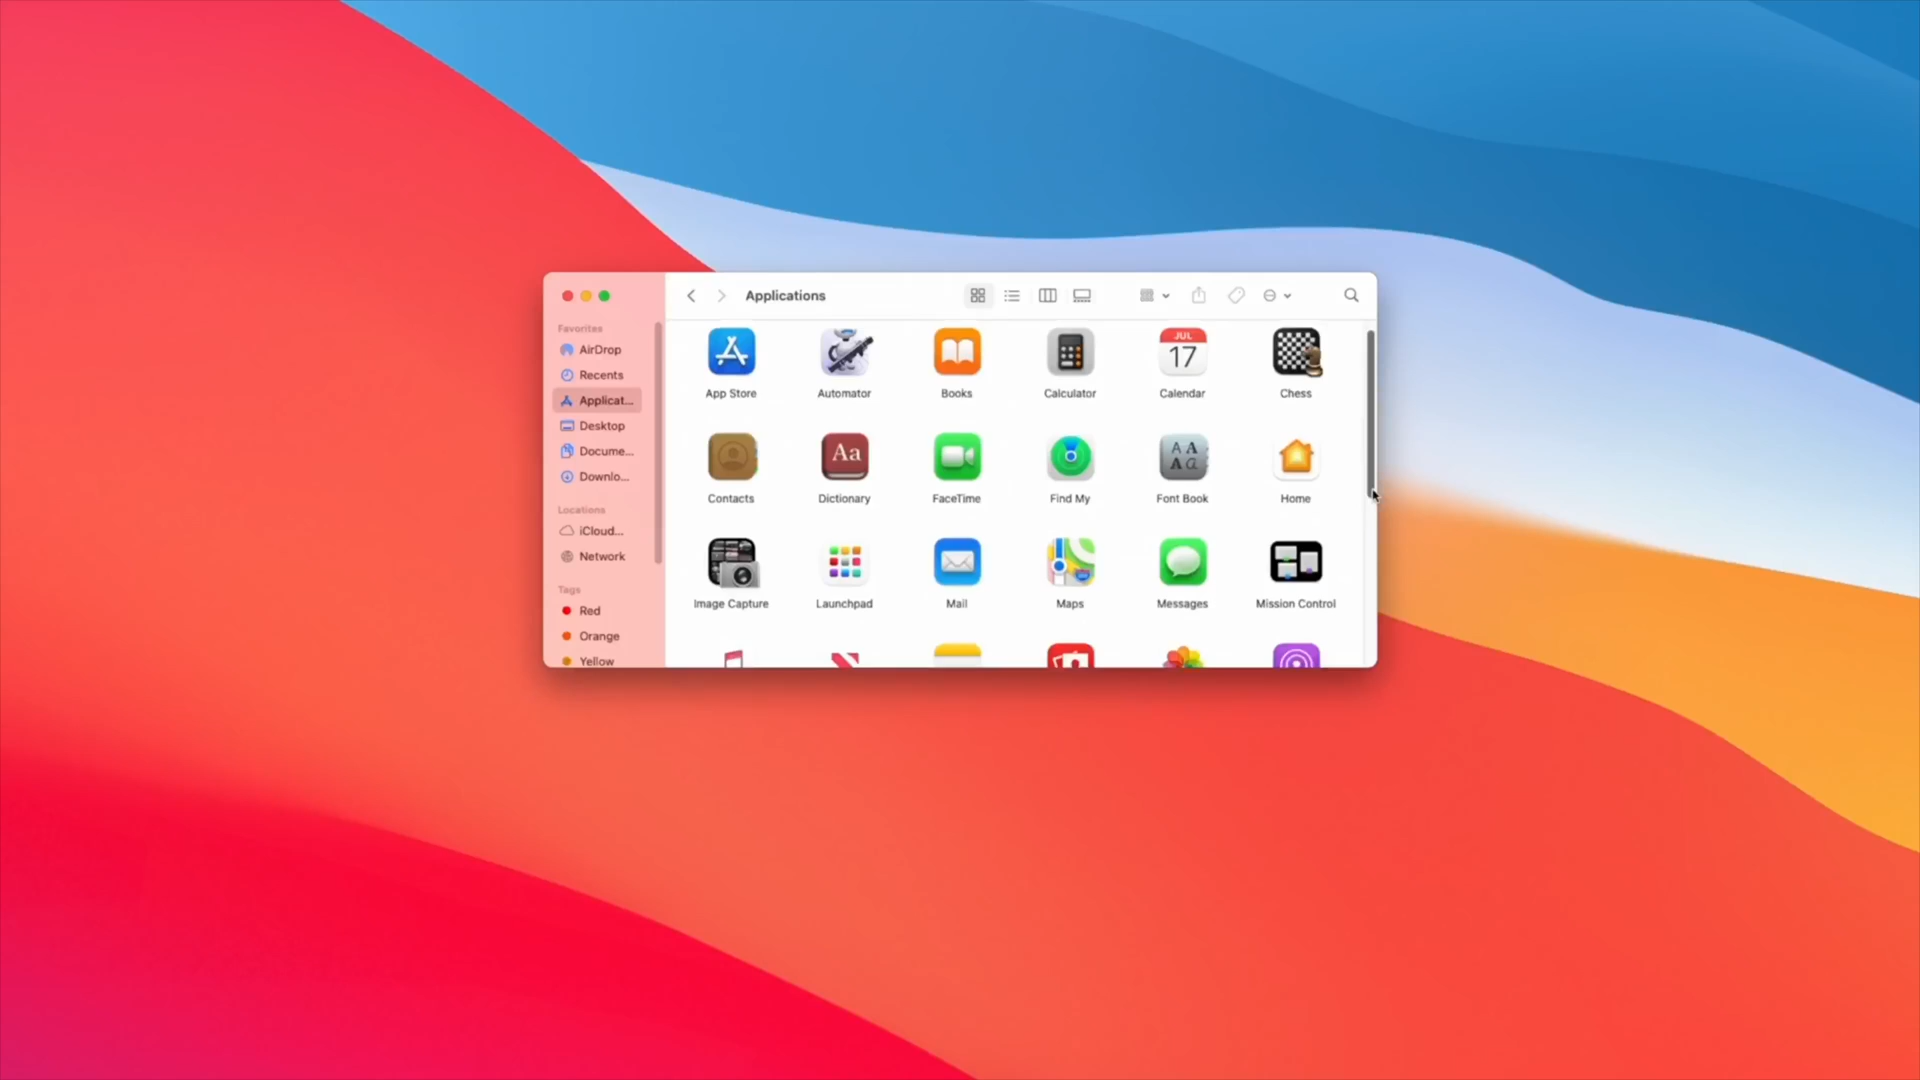 Applications
Favorites
AirDrop
Recents
Applicat...
Desktop
Docume...
Downlo...
Locations
iCloud...
Network
Tags
Red
Orange
Yellow
App Store
Automator
Books
Calculator
JUL
17
Calendar
Chess
Contacts
Aa
Dictionary
FaceTime
Find My
A A
A a
Font Book
Home
Image Capture
Launchpad
Mail
Maps
Messages
Mission Control